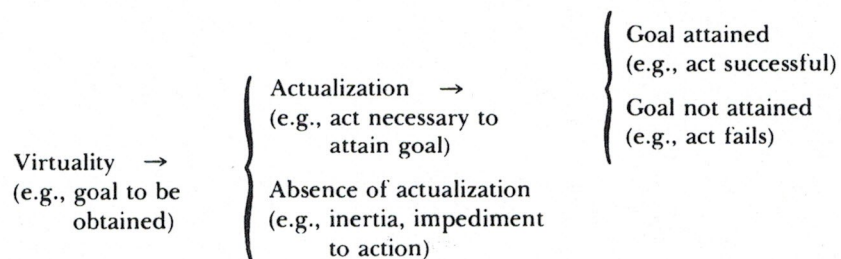 Virtuality →
(e.g., goal to be
obtained)
Actualization →
(e.g., act necessary to
attain goal)
Absence of actualization
(e.g., inertia, impediment
to action)
Goal attained
(e.g., act successful)
Goal not attained
(e.g., act fails)